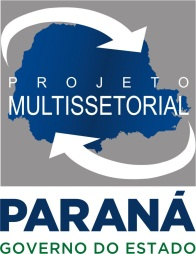 PROJETO
MULTISSETORIAL
PARANÁ
GOVERNO DO ESTADO